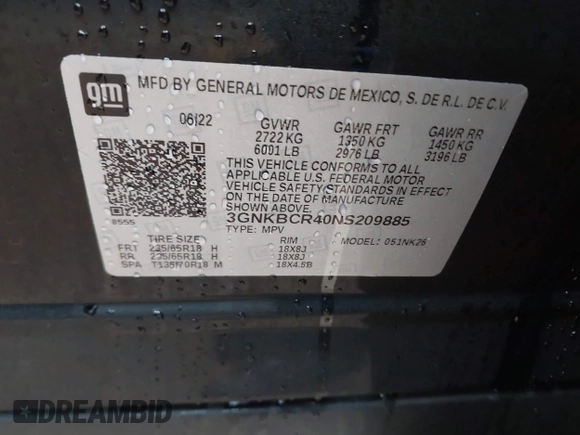 gm
MFD BY GENERAL MOTORS DE MEXICO, S. DE R.L. DE C.V.
06/22 GVWR GAWR FRT GAWR RR
2722 KG 1350 KG 1450 KG
6001 LB 2976 LB 3196 LB
THIS VEHICLE CONFORMS TO ALL
APPLICABLE U.S. FEDERAL MOTOR
VEHICLE SAFETY STANDARDS IN EFFECT
ON THE DATE OF MANUFACTURE
SHOWN ABOVE.
8555 3GNKBCR40NS209885
TYPE: MPV MODEL: 051NK26
TIRE SIZE RIM
FRT 235/65R18 H 18X8J
RR 235/65R18 H 18X8J
SPA T135/70R18 M 18X4.5B
DREAMBID